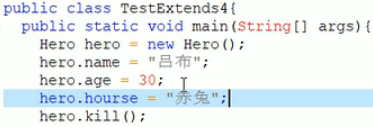 public class TestExtends4{
public static void main(String[] args){
Hero hero = new Hero();
hero.name = "吕布";
hero.age = 30;
hero.hourse = "赤兔";
hero.kill();